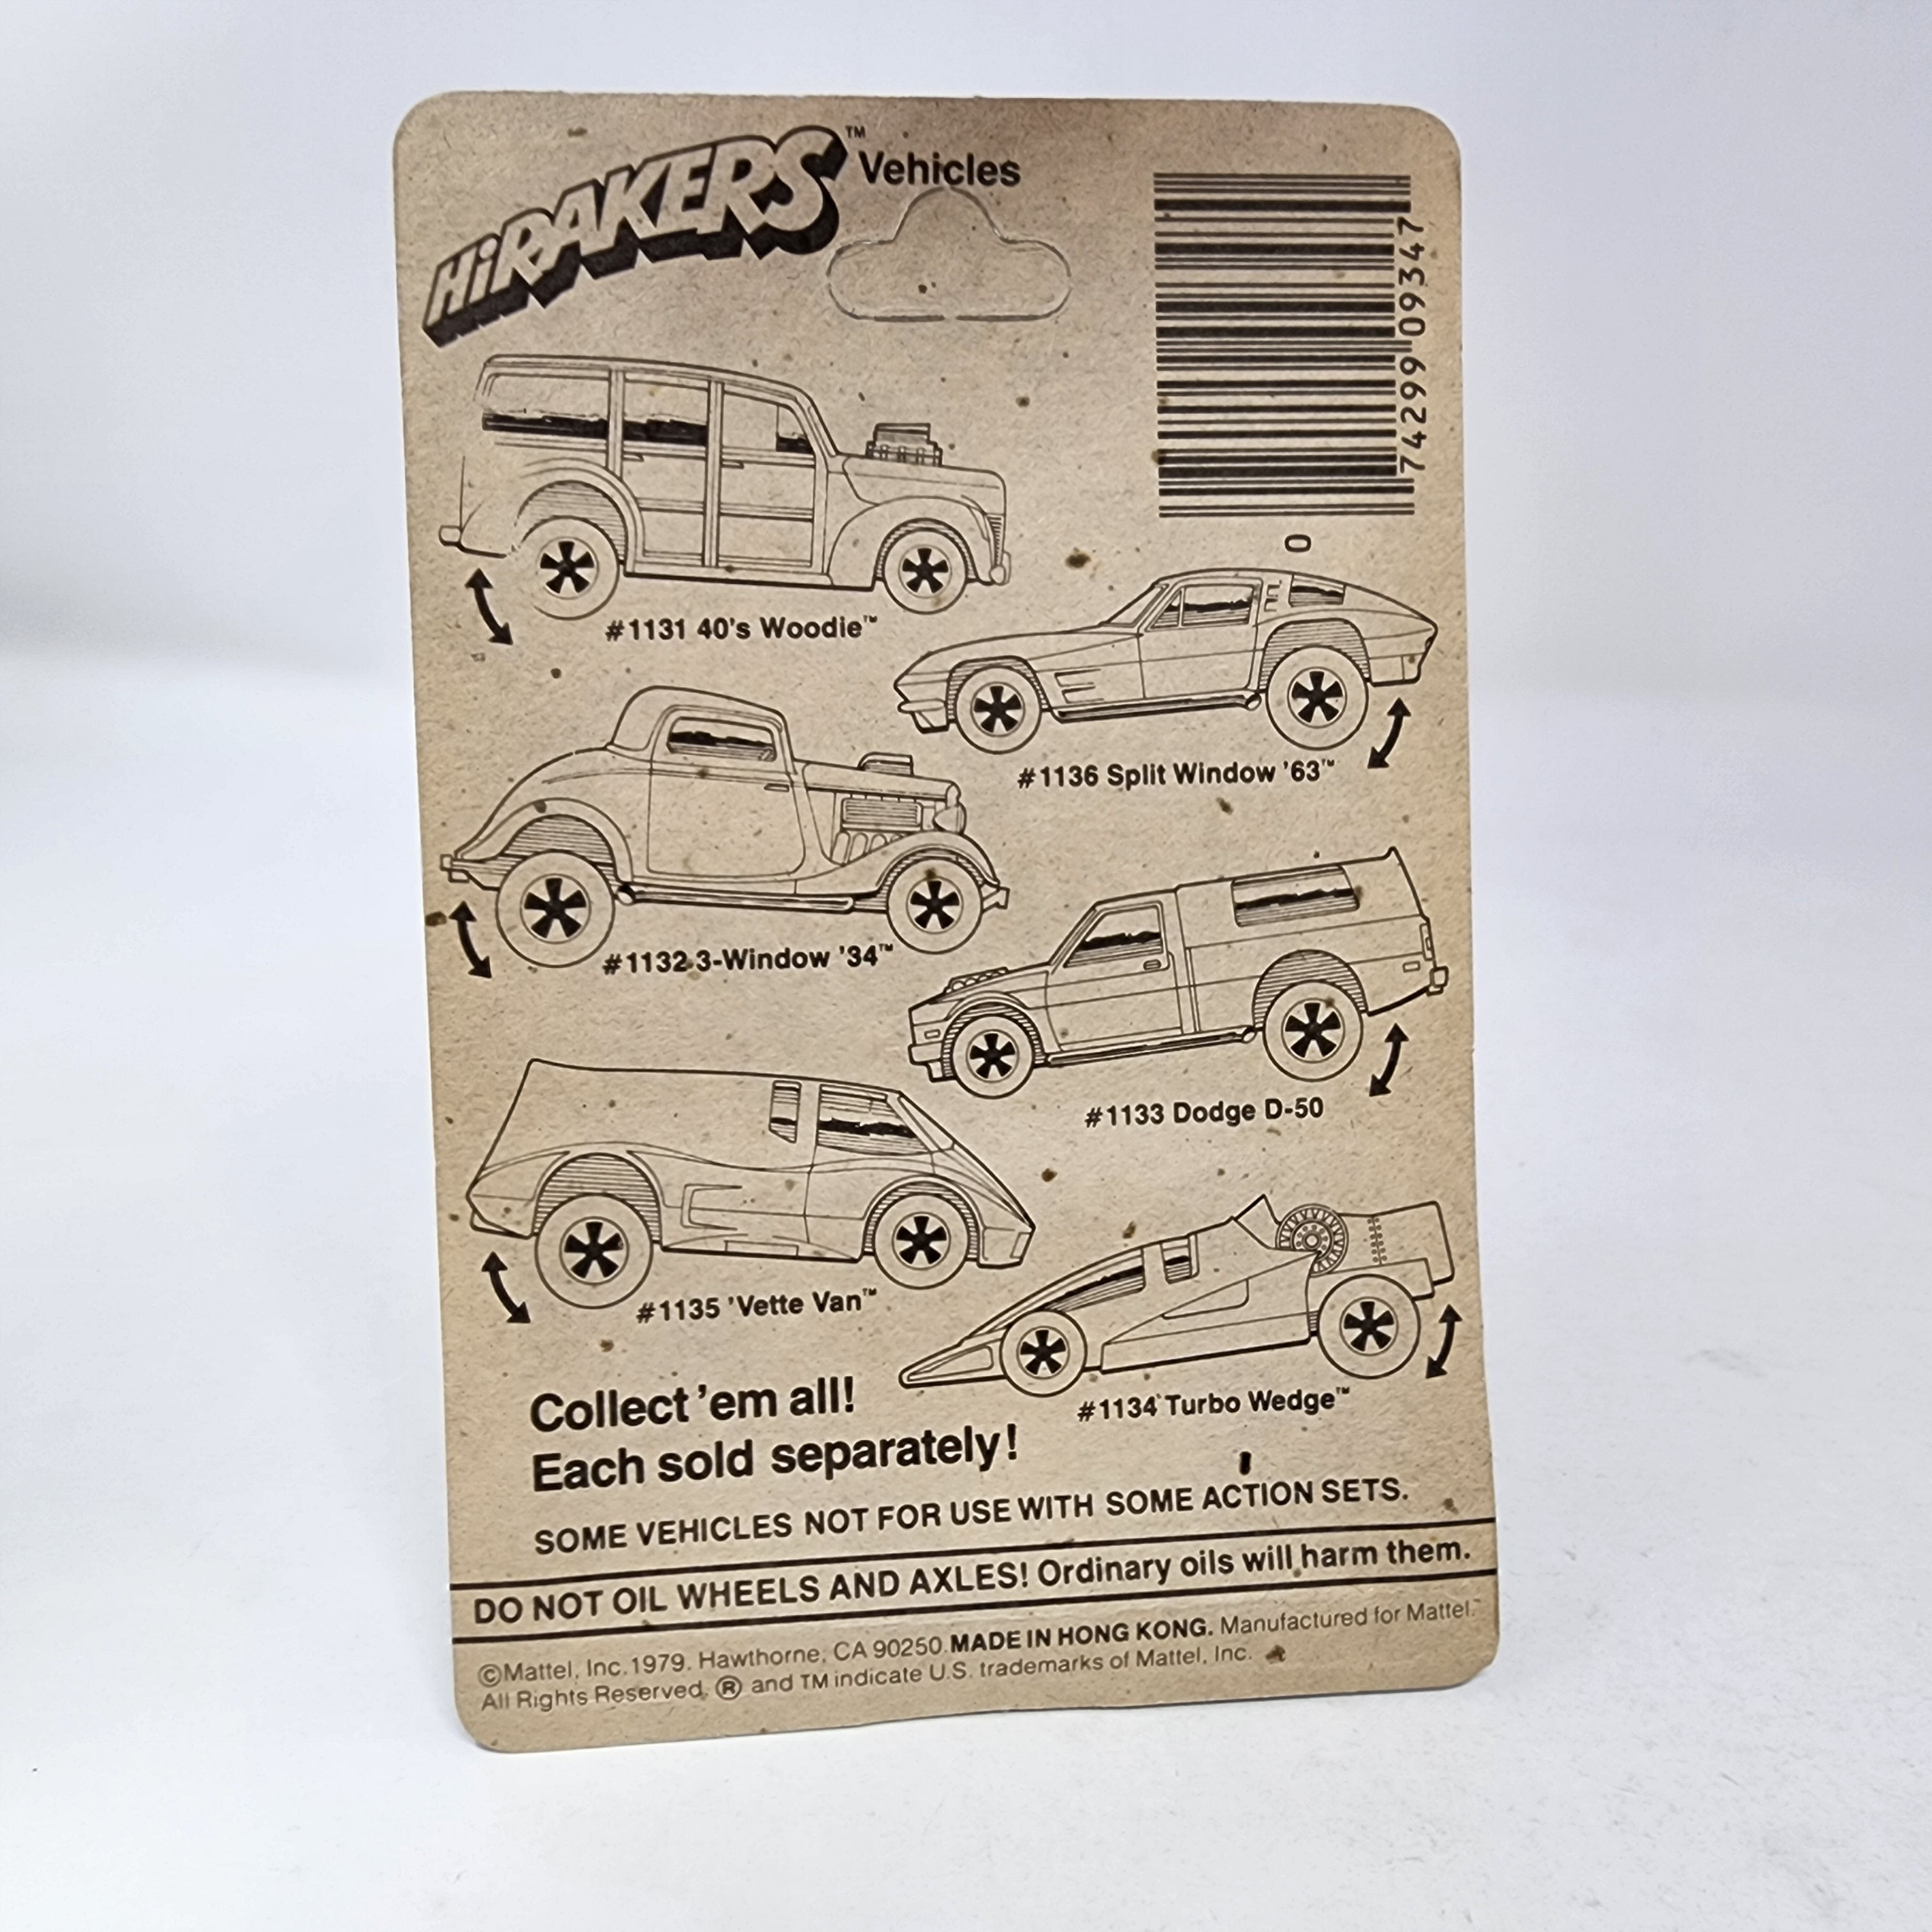 HiRAKERS™ Vehicles
7429909347
0
#1131 40's Woodie™
#1136 Split Window '63™
#1132 3-Window '34™
#1133 Dodge D-50
#1135 'Vette Van™
#1134 Turbo Wedge™
Collect 'em all!
Each sold separately!
SOME VEHICLES NOT FOR USE WITH SOME ACTION SETS.
DO NOT OIL WHEELS AND AXLES! Ordinary oils will harm them.
©Mattel, Inc. 1979. Hawthorne, CA 90250. MADE IN HONG KONG. Manufactured for Mattel.
All Rights Reserved. ® and TM indicate U.S. trademarks of Mattel, Inc.